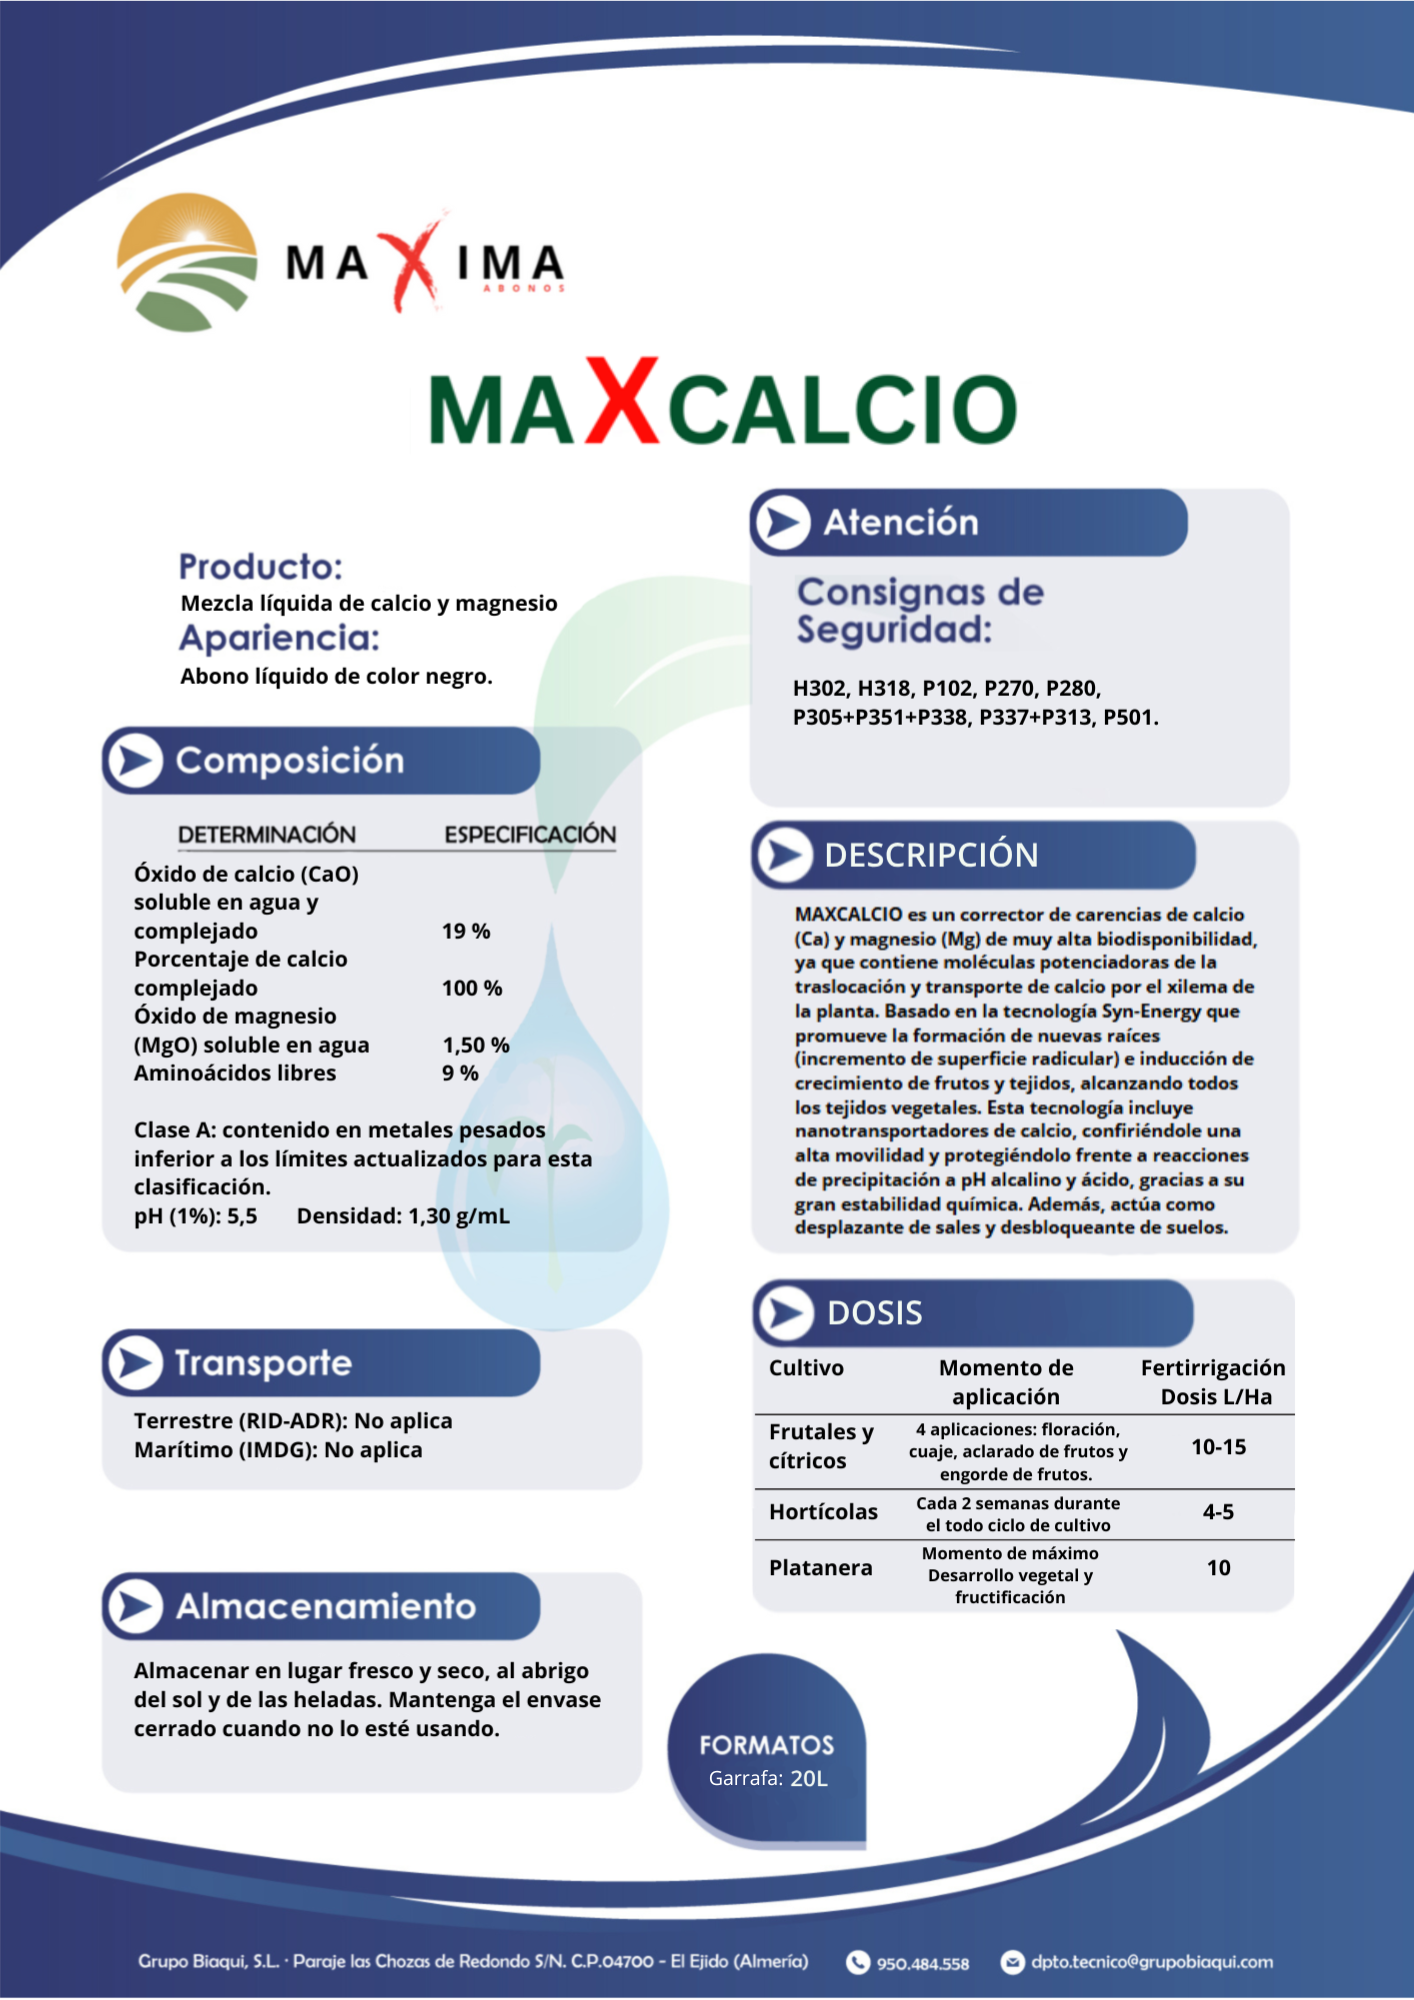 MAXIMA
ABONOS
MAXCALCIO
Producto:
Mezcla líquida de calcio y magnesio
Apariencia:
Abono líquido de color negro.
Composición
DETERMINACIÓN ESPECIFICACIÓN
Óxido de calcio (CaO)
soluble en agua y
complejado 19 %
Porcentaje de calcio
complejado 100 %
Óxido de magnesio
(MgO) soluble en agua 1,50 %
Aminoácidos libres 9 %
Clase A: contenido en metales pesados
inferior a los límites actualizados para esta
clasificación.
pH (1%): 5,5 Densidad: 1,30 g/mL
Transporte
Terrestre (RID-ADR): No aplica
Marítimo (IMDG): No aplica
Almacenamiento
Almacenar en lugar fresco y seco, al abrigo
del sol y de las heladas. Mantenga el envase
cerrado cuando no lo esté usando.
Atención
Consignas de
Seguridad:
H302, H318, P102, P270, P280,
P305+P351+P338, P337+P313, P501.
DESCRIPCIÓN
MAXCALCIO es un corrector de carencias de calcio
(Ca) y magnesio (Mg) de muy alta biodisponibilidad,
ya que contiene moléculas potenciadoras de la
traslocación y transporte de calcio por el xilema de
la planta. Basado en la tecnología Syn-Energy que
promueve la formación de nuevas raíces
(incremento de superficie radicular) e inducción de
crecimiento de frutos y tejidos, alcanzando todos
los tejidos vegetales. Esta tecnología incluye
nanotransportadores de calcio, confiriéndole una
alta movilidad y protegiéndolo frente a reacciones
de precipitación a pH alcalino y ácido, gracias a su
gran estabilidad química. Además, actúa como
desplazante de sales y desbloqueante de suelos.
DOSIS
Cultivo Momento de Fertirrigación
aplicación Dosis L/Ha
Frutales y 4 aplicaciones: floración,
cítricos cuaje, aclarado de frutos y 10-15
engorde de frutos.
Hortícolas Cada 2 semanas durante 4-5
el todo ciclo de cultivo
Momento de máximo
Platanera Desarrollo vegetal y 10
fructificación
FORMATOS
Garrafa: 20L
Grupo Biaqui, S.L. · Paraje las Chozas de Redondo S/N. C.P.04700 - El Ejido (Almería) 950.484.558 dpto.tecnico@grupobiaqui.com